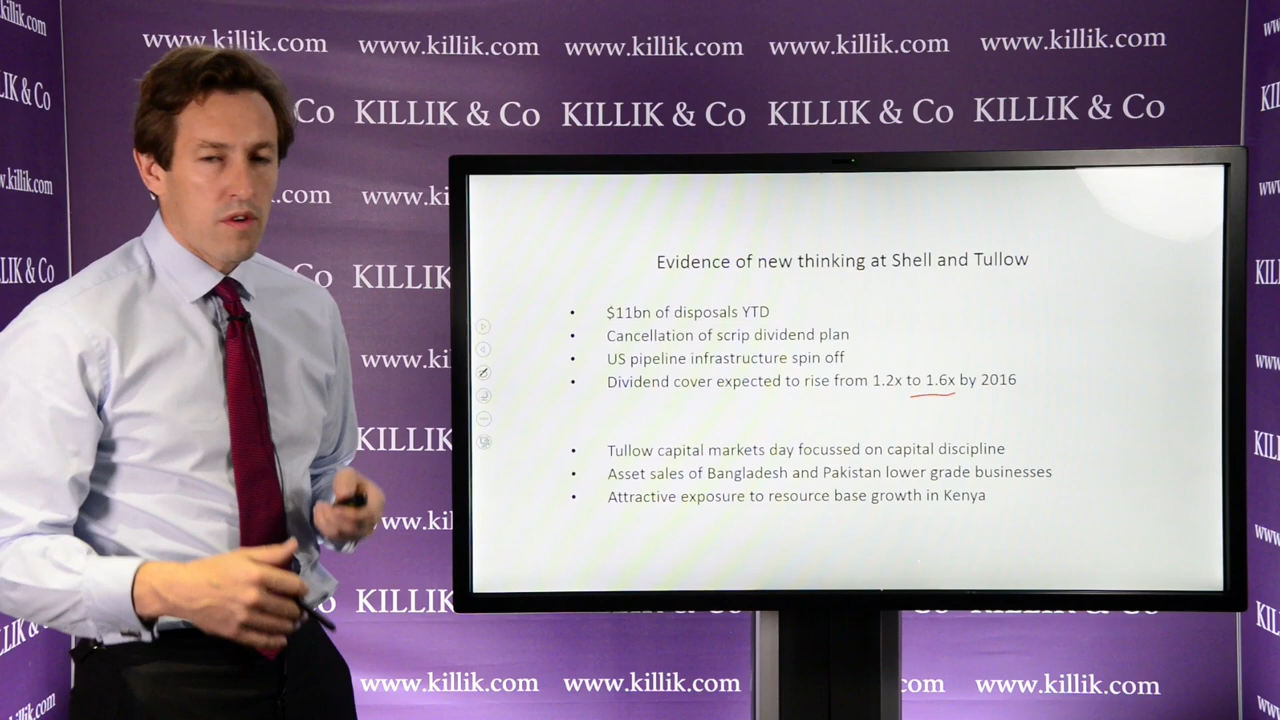 www.killik.com www.killik.com www.killik.com www.killik.com www.killik.com
Co KILLIK & Co KILLIK & Co KILLIK & Co KILLIK & Co
Evidence of new thinking at Shell and Tullow
• $11bn of disposals YTD
• Cancellation of scrip dividend plan
• US pipeline infrastructure spin off
• Dividend cover expected to rise from 1.2x to 1.6x by 2016
• Tullow capital markets day focussed on capital discipline
• Asset sales of Bangladesh and Pakistan lower grade businesses
• Attractive exposure to resource base growth in Kenya
www.killik.com www.killik.com com www.killik.com